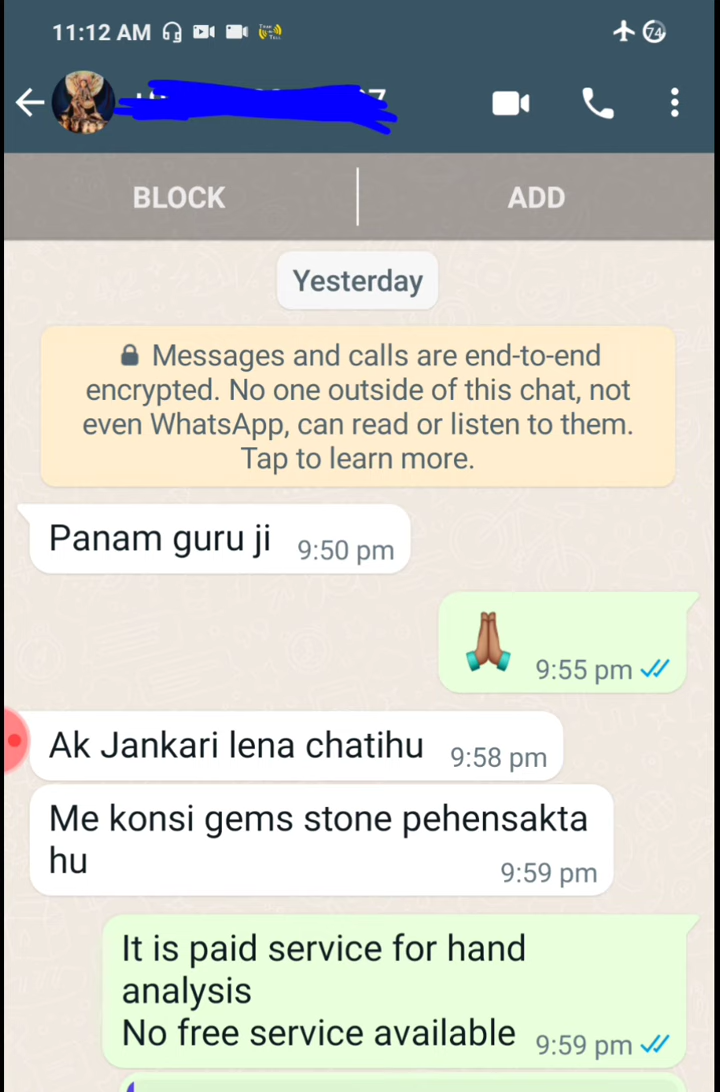 11:12 AM
74
BLOCK
ADD
Yesterday
Messages and calls are end-to-end
encrypted. No one outside of this chat, not
even WhatsApp, can read or listen to them.
Tap to learn more.
Panam guru ji 9:50 pm
🙏🏽 9:55 pm
Ak Jankari lena chatihu 9:58 pm
Me konsi gems stone pehensakta
hu 9:59 pm
It is paid service for hand
analysis
No free service available 9:59 pm